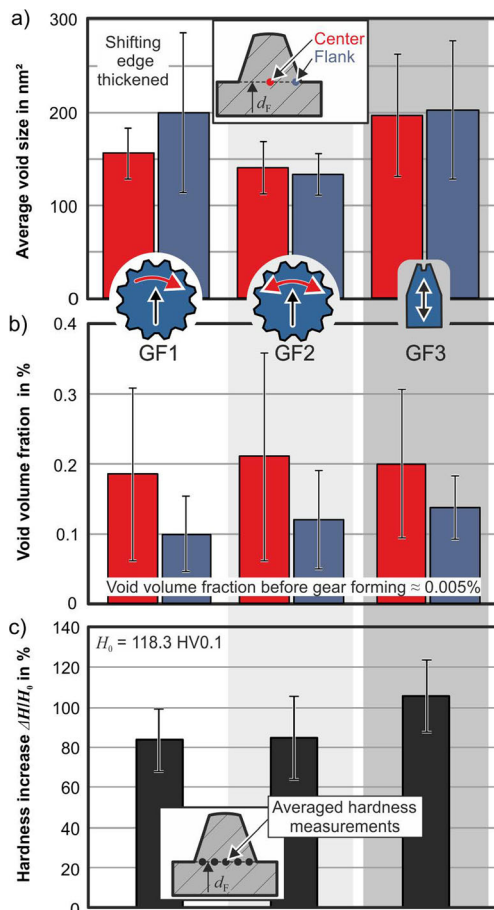 a)
300
200
100
0
Average void size in nm²
Shifting
edge
thickened
Center
Flank
d_F
b)
GF1
GF2
GF3
0.4
0.3
0.2
0.1
0
Void volume fration in %
Void volume fraction before gear forming ≈ 0.005%
c)
140
120
100
80
60
40
20
0
Hardness increase ΔH/H₀ in %
H₀ = 118.3 HV0.1
Averaged hardness
measurements
d_F